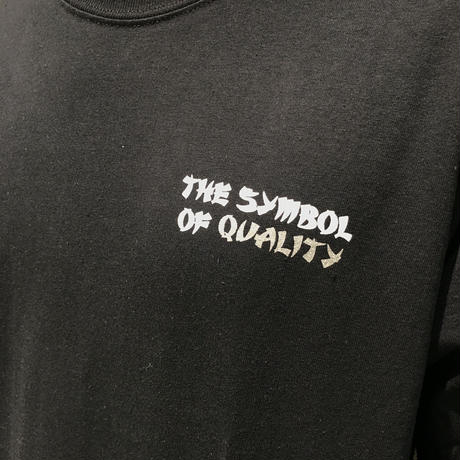 THE SYMBOL
OF QUALITY